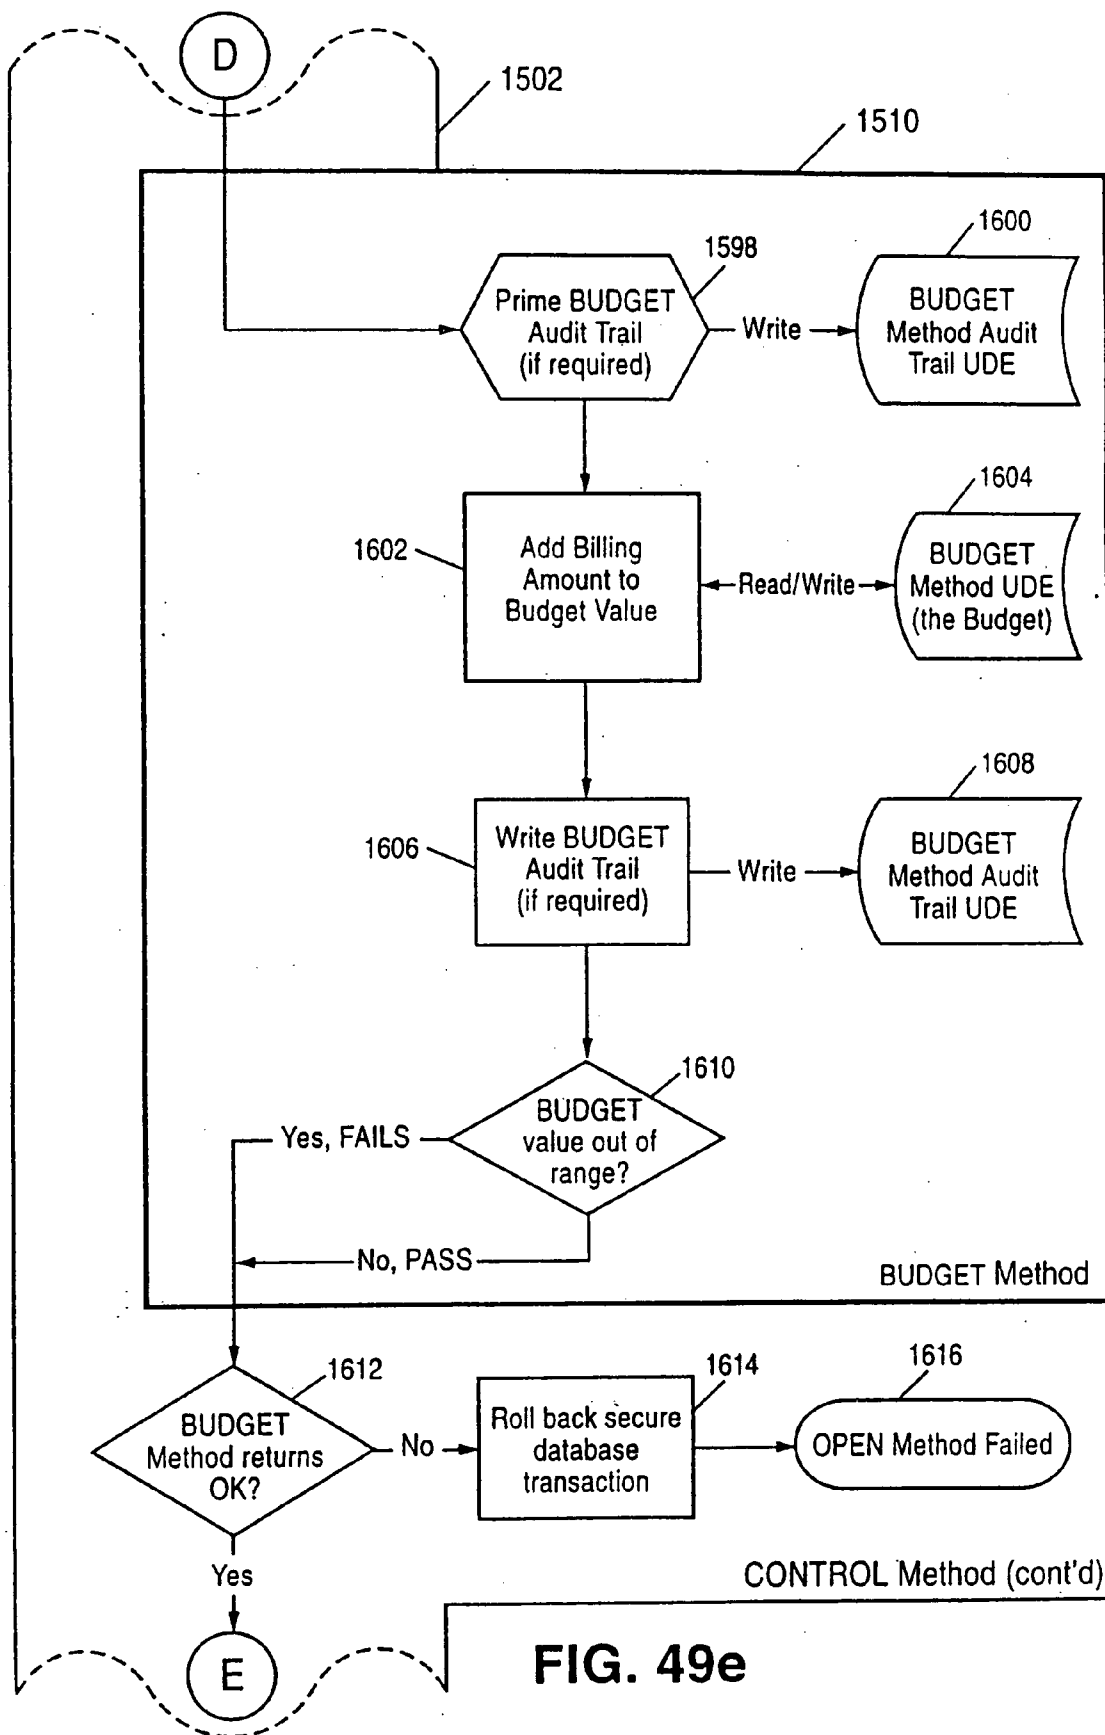 D
1502
1510
1598
1600
Prime BUDGET
Audit Trail
(if required)
Write
BUDGET
Method Audit
Trail UDE
1602
Add Billing
Amount to
Budget Value
Read/Write
1604
BUDGET
Method UDE
(the Budget)
1606
Write BUDGET
Audit Trail
(if required)
Write
1608
BUDGET
Method Audit
Trail UDE
1610
BUDGET
value out of
range?
Yes, FAILS
No, PASS
BUDGET Method
1612
BUDGET
Method returns
OK?
No
1614
Roll back secure
database
transaction
1616
OPEN Method Failed
Yes
CONTROL Method (cont'd)
E
FIG. 49e